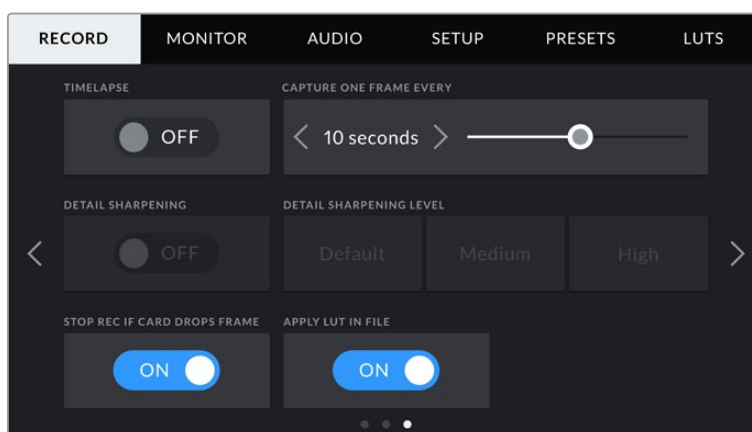 RECORD MONITOR AUDIO SETUP PRESETS LUTS
TIMELAPSE CAPTURE ONE FRAME EVERY
OFF 10 seconds
DETAIL SHARPENING DETAIL SHARPENING LEVEL
OFF Default Medium High
STOP REC IF CARD DROPS FRAME APPLY LUT IN FILE
ON ON